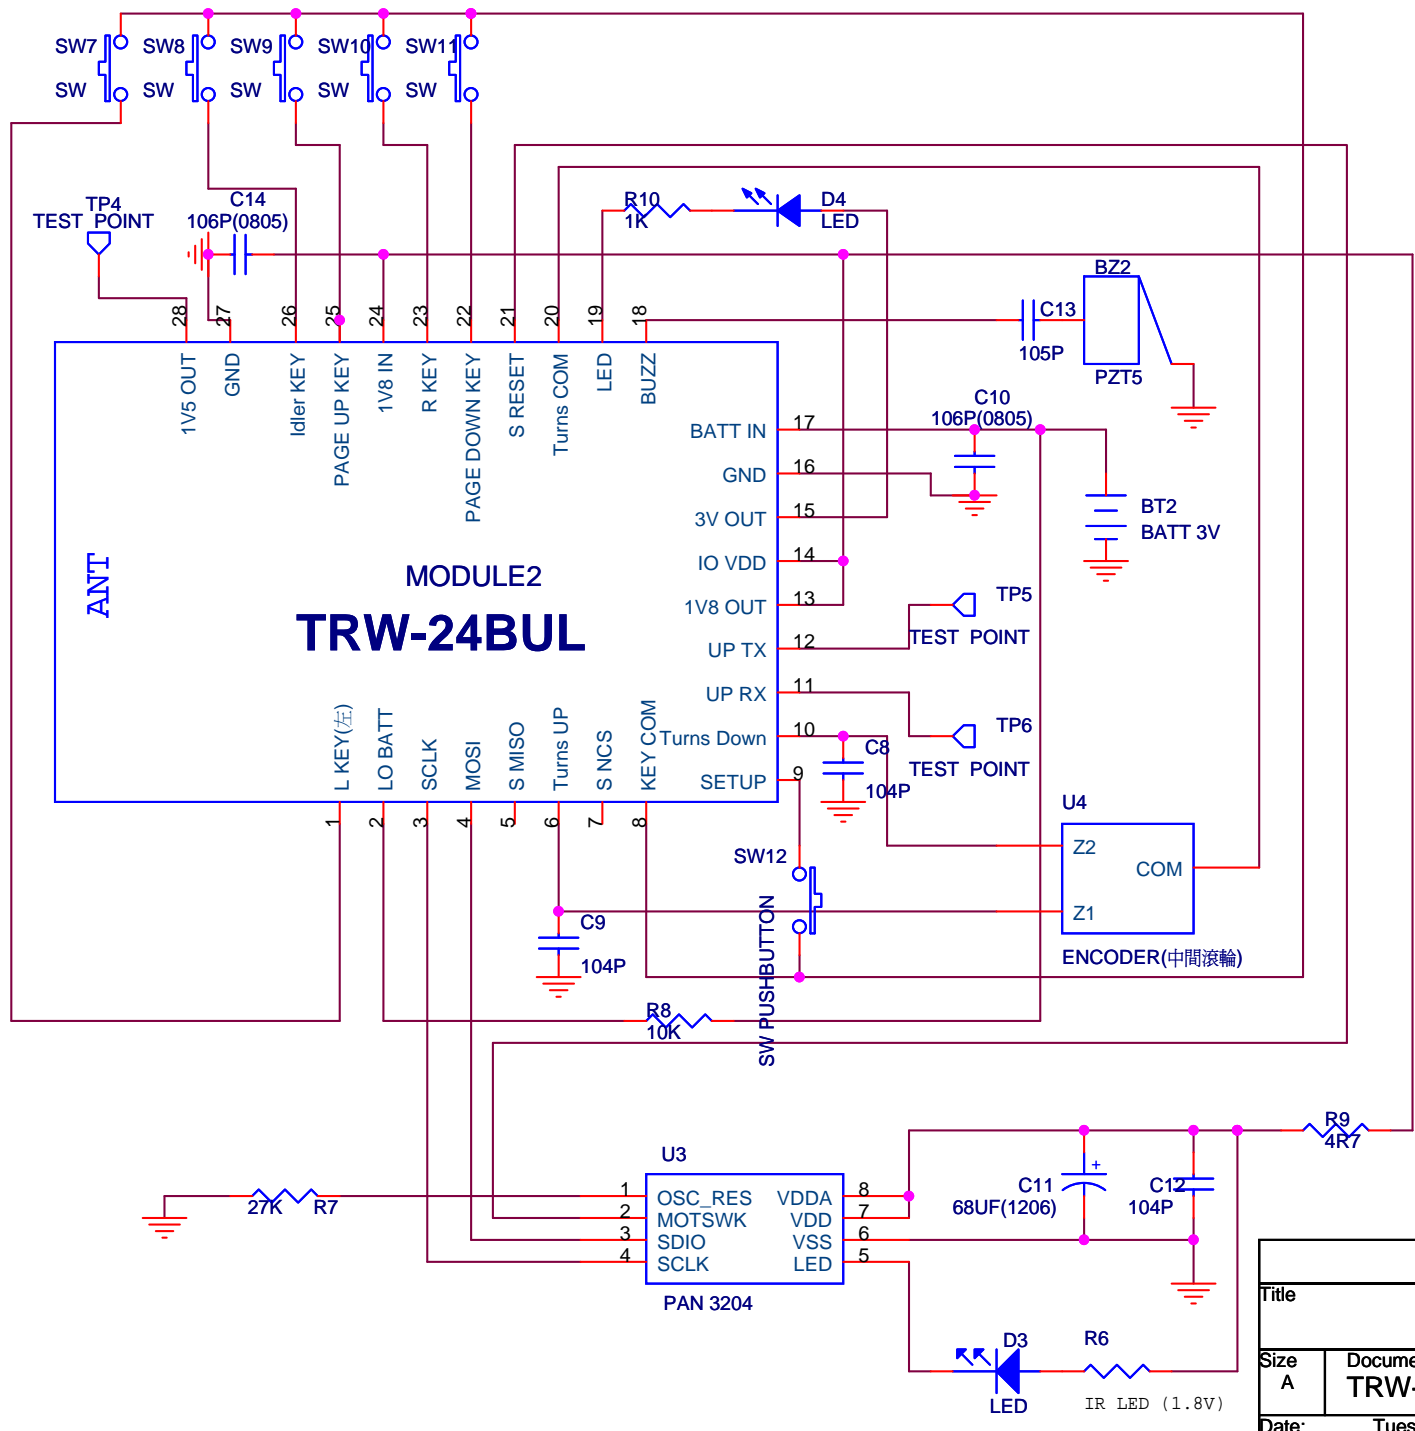 SW7
SW8
SW9
SW10
SW11
SW
SW
SW
SW
SW
TP4
TEST POINT
C14
106P(0805)
R10
1K
D4
LED
BZ2
C13
105P
PZT5
28
27
26
25
24
23
22
21
20
19
18
1V5 OUT
GND
Idler KEY
PAGE UP KEY
1V8 IN
R KEY
PAGE DOWN KEY
S RESET
Turns COM
LED
BUZZ
C10
106P(0805)
BATT IN 17
GND 16
3V OUT 15
IO VDD 14
1V8 OUT 13
UP TX 12
UP RX 11
Turns Down 10
SETUP 9
BT2
BATT 3V
ANT
MODULE2
TRW-24BUL
TP5
TEST POINT
TP6
TEST POINT
C8
104P
L KEY(左)
LO BATT
SCLK
MOSI
S MISO
Turns UP
S NCS
KEY COM
1
2
3
4
5
6
7
8
U4
Z2
COM
Z1
ENCODER(中間滾輪)
SW12
SW PUSHBUTTON
C9
104P
R8
10K
R9
4R7
U3
27K
R7
1
2
3
4
OSC_RES
MOTSWK
SDIO
SCLK
VDDA
VDD
VSS
LED
8
7
6
5
PAN 3204
C11
68UF(1206)
+
C12
104P
D3
LED
R6
IR LED (1.8V)
Title
Size
A
Docume
TRW-
Date:
Tues